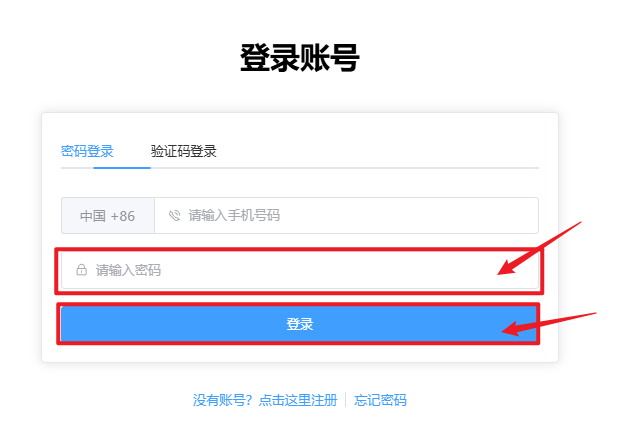 登录账号
密码登录 验证码登录
中国 +86 请输入手机号码
请输入密码
登录
没有账号？点击这里注册 忘记密码